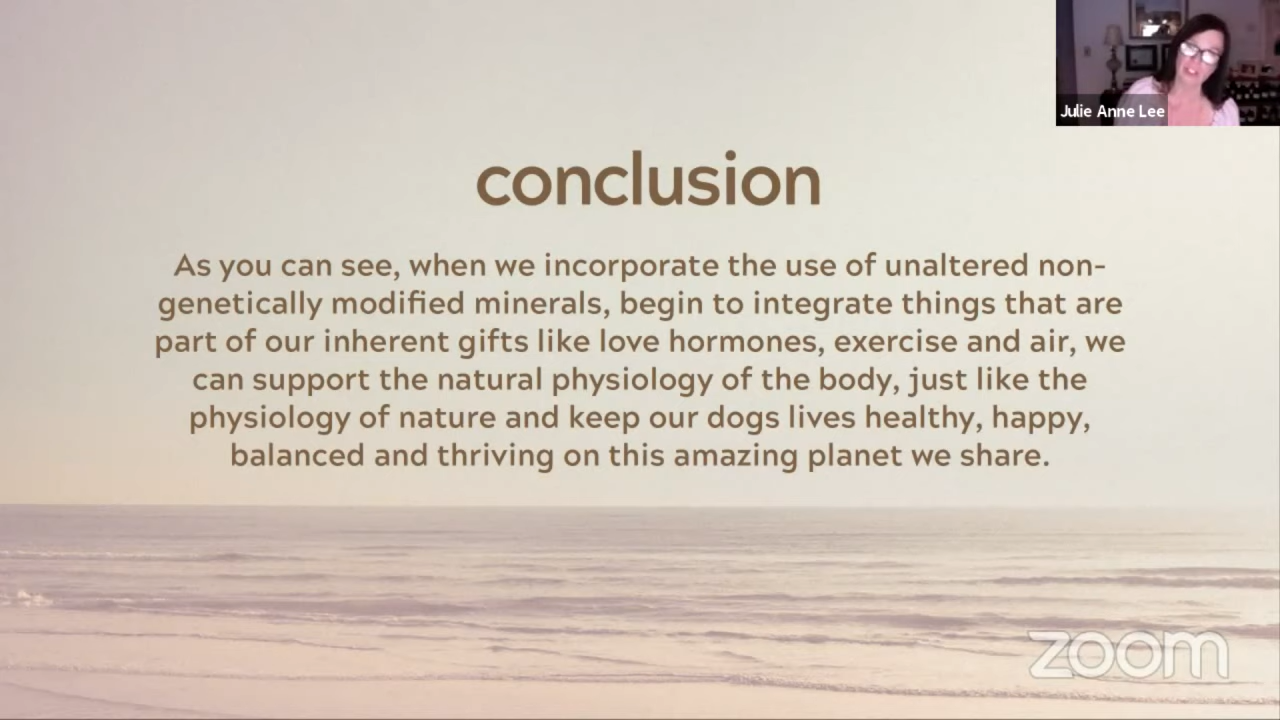 Julie Anne Lee
conclusion
As you can see, when we incorporate the use of unaltered non-
genetically modified minerals, begin to integrate things that are
part of our inherent gifts like love hormones, exercise and air, we
can support the natural physiology of the body, just like the
physiology of nature and keep our dogs lives healthy, happy,
balanced and thriving on this amazing planet we share.
zoom